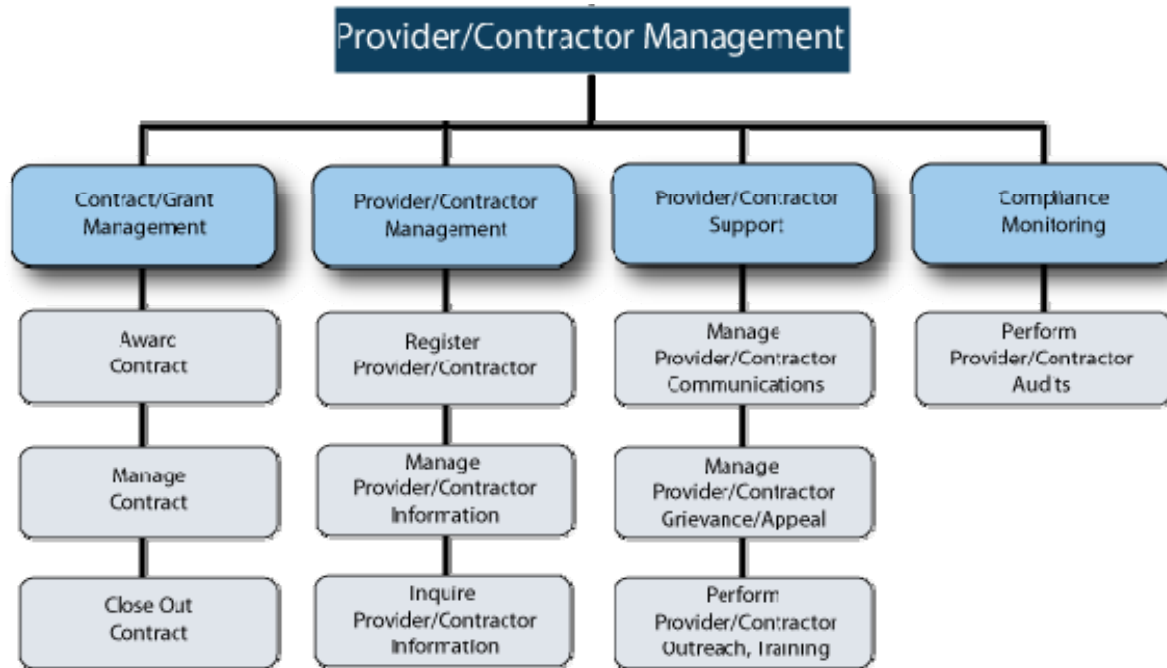 Provider/Contractor Management
Contract/Grant
Management
Provider/Contractor
Management
Provider/Contractor
Support
Compliance
Monitoring
Awarc
Contract
Register
Provider/Contractor
Manage
Provider/Contractor
Communications
Perform
Provider/Contractor
Audits
Manage
Contract
Manage
Provider/Contractor
Information
Manage
Provider/Contractor
Grievance/Appeal
Close Out
Contract
Inquire
Provider/Contractor
Information
Perform
Provider/Contractor
Outreach, Training